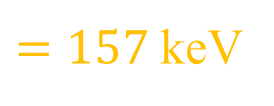 = 157 keV